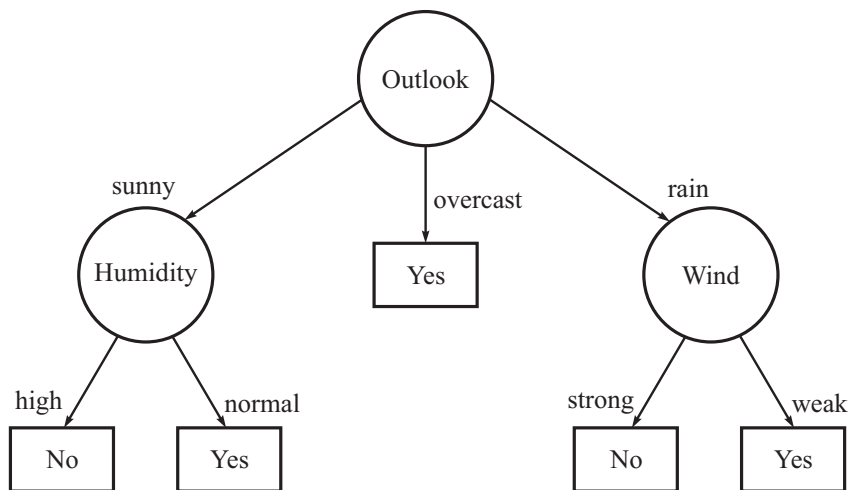 Outlook
sunny
overcast
rain
Humidity
Yes
Wind
high
normal
strong
weak
No
Yes
No
Yes